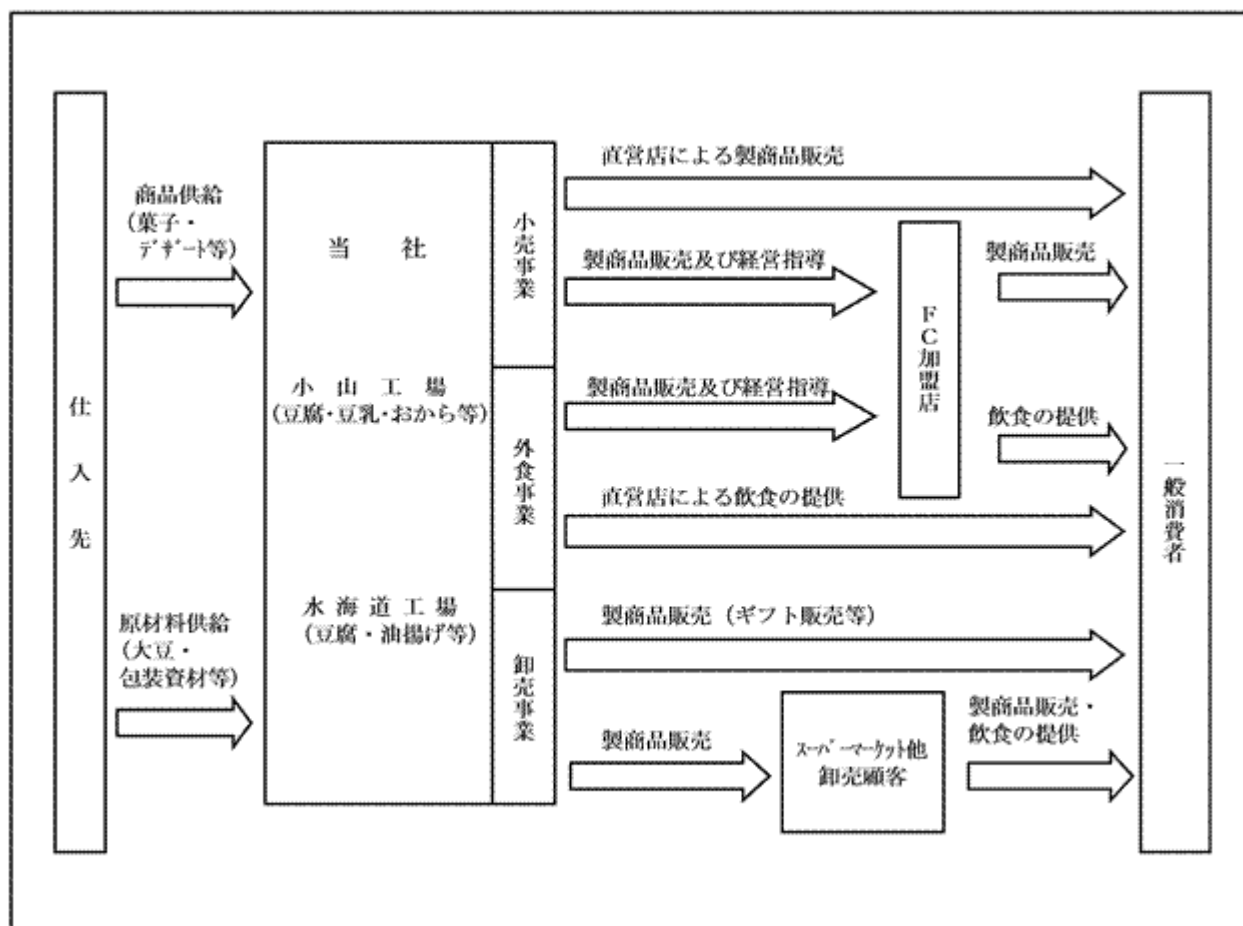 仕入先
商品供給
(菓子・
ﾃﾞｻﾞｰﾄ等)
原材料供給
(大豆・
包装資材等)
当社
小山工場
(豆腐・豆乳・おから等)
水海道工場
(豆腐・油揚げ等)
小売事業
外食事業
卸売事業
直営店による製商品販売
製商品販売及び経営指導
製商品販売及び経営指導
直営店による飲食の提供
製商品販売（ギフト販売等）
製商品販売
ＦＣ加盟店
ｽｰﾊﾟｰﾏｰｹｯﾄ他
卸売顧客
製商品販売
飲食の提供
製商品販売・
飲食の提供
一般消費者